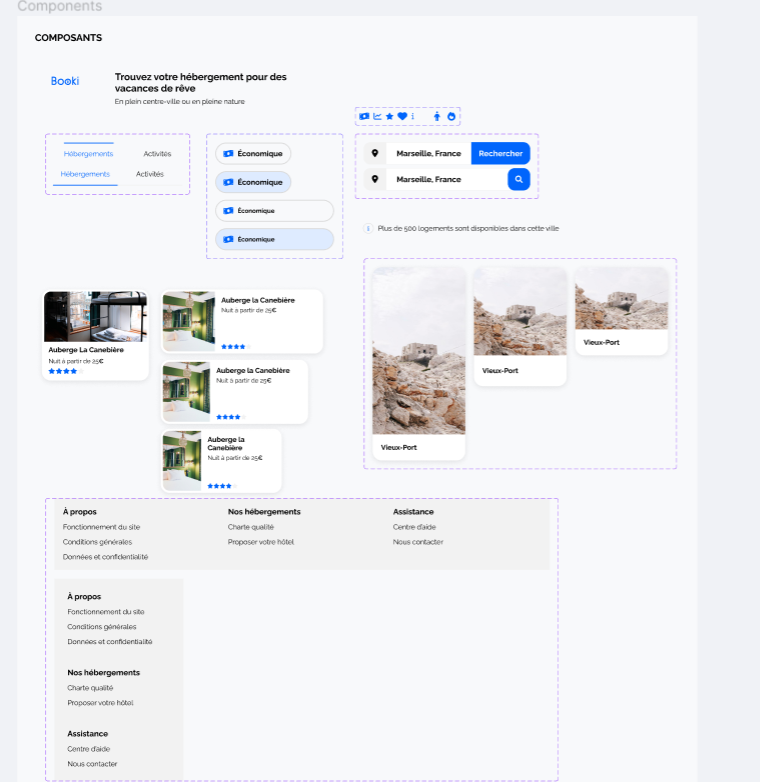 Components
COMPOSANTS
Booki
Trouvez votre hébergement pour des
vacances de rêve
En plein centre-ville ou en pleine nature
Hébergements
Activités
Hébergements
Activités
Économique
Économique
Économique
Économique
Marseille, France
Rechercher
Marseille, France
Plus de 500 logements sont disponibles dans cette ville
Auberge La Canebière
Nuit à partir de 25€
Auberge la Canebière
Nuit à partir de 25€
Auberge la Canebière
Nuit à partir de 25€
Auberge la
Canebière
Nuit à partir de 25€
Vieux-Port
Vieux-Port
Vieux-Port
À propos
Fonctionnement du site
Conditions générales
Données et confidentialité
Nos hébergements
Charte qualité
Proposer votre hôtel
Assistance
Centre d'aide
Nous contacter
À propos
Fonctionnement du site
Conditions générales
Données et confidentialité
Nos hébergements
Charte qualité
Proposer votre hôtel
Assistance
Centre d'aide
Nous contacter